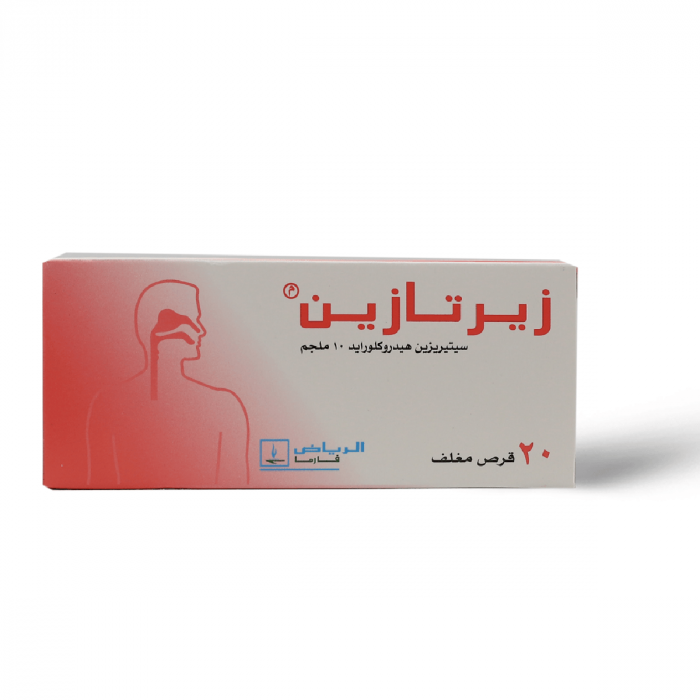 زيرتازين م
سيتيريزين هيدروكلورايد ١٠ ملجم
٢٠ قرص مغلف
الرياض
فارما